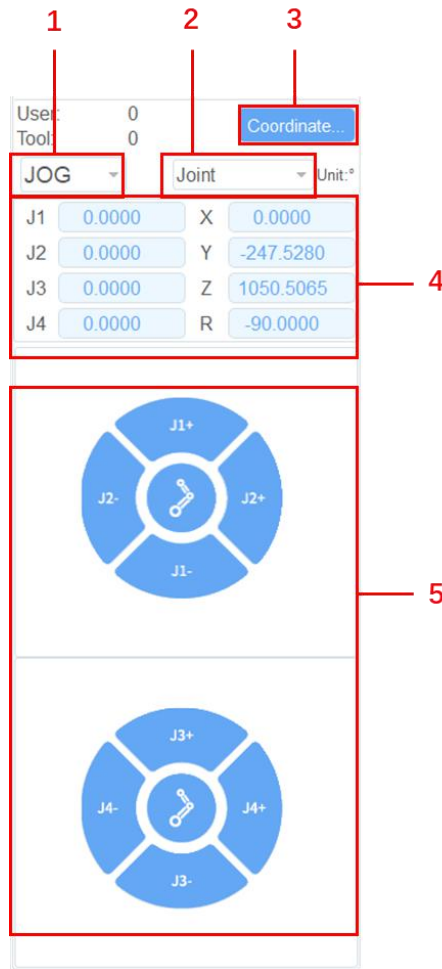 1 2 3
User: 0
Coordinate...
Tool: 0
JOG Joint Unit:°
J1 0.0000 X 0.0000
J2 0.0000 Y -247.5280
4
J3 0.0000 Z 1050.5065
J4 0.0000 R -90.0000
J1+
J2- J2+
J1-
5
J3+
J4- J4+
J3-